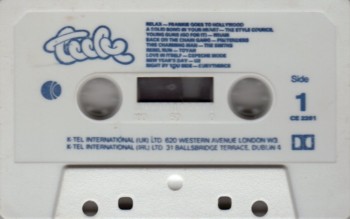 RELAX — FRANKIE GOES TO HOLLYWOOD
A SOLID BOND IN YOUR HEART — THE STYLE COUNCIL
YOUNG GUNS (GO FOR IT) — WHAM!
BACK ON THE CHAIN GANG — PRETENDERS
THIS CHARMING MAN — THE SMITHS
REBEL RUN — TOYAH
LOVE IN ITSELF — DEPECHE MODE
NEW YEAR'S DAY — U2
EURYTHMICS
Side
1
CE 2261
K-TEL INTERNATIONAL (UK) LTD. 620 WESTERN AVENUE LONDON W3
K-TEL INTERNATIONAL (IRL) LTD. 31 BALLSBRIDGE TERRACE, DUBLIN 4